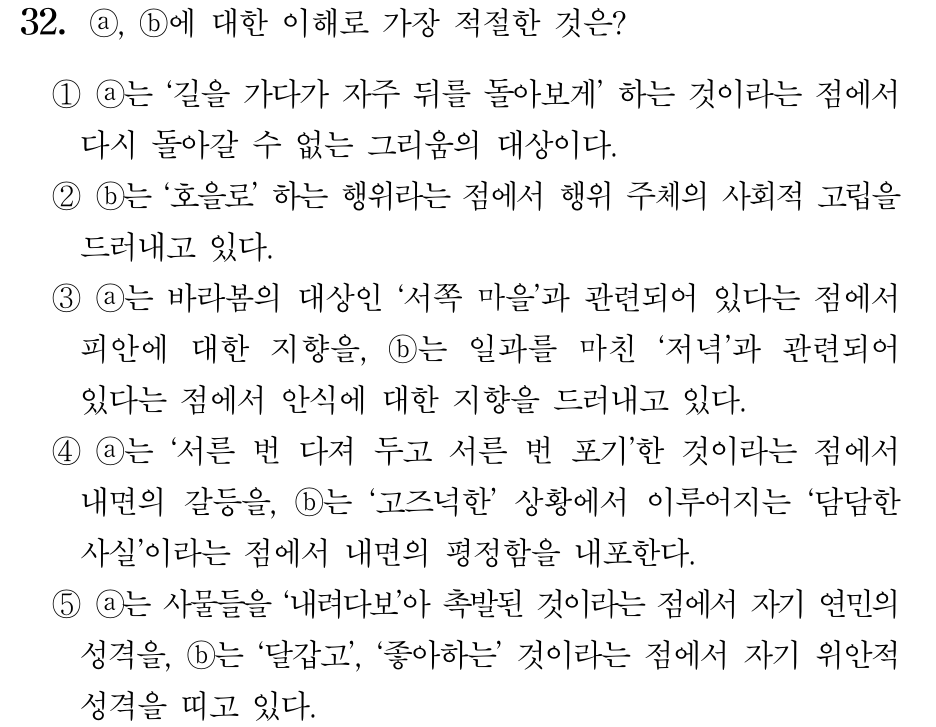 32. ⓐ, ⓑ에 대한 이해로 가장 적절한 것은?
① ⓐ는 ‘길을 가다가 자주 뒤를 돌아보게’ 하는 것이라는 점에서
다시 돌아갈 수 없는 그리움의 대상이다.
② ⓑ는 ‘호을로’ 하는 행위라는 점에서 행위 주체의 사회적 고립을
드러내고 있다.
③ ⓐ는 바라봄의 대상인 ‘서쪽 마을’과 관련되어 있다는 점에서
피안에 대한 지향을, ⓑ는 일과를 마친 ‘저녁’과 관련되어
있다는 점에서 안식에 대한 지향을 드러내고 있다.
④ ⓐ는 ‘서른 번 다져 두고 서른 번 포기’한 것이라는 점에서
내면의 갈등을, ⓑ는 ‘고즈넉한’ 상황에서 이루어지는 ‘담담한
사실’이라는 점에서 내면의 평정함을 내포한다.
⑤ ⓐ는 사물들을 ‘내려다보’아 촉발된 것이라는 점에서 자기 연민의
성격을, ⓑ는 ‘달갑고’, ‘좋아하는’ 것이라는 점에서 자기 위안적
성격을 띠고 있다.